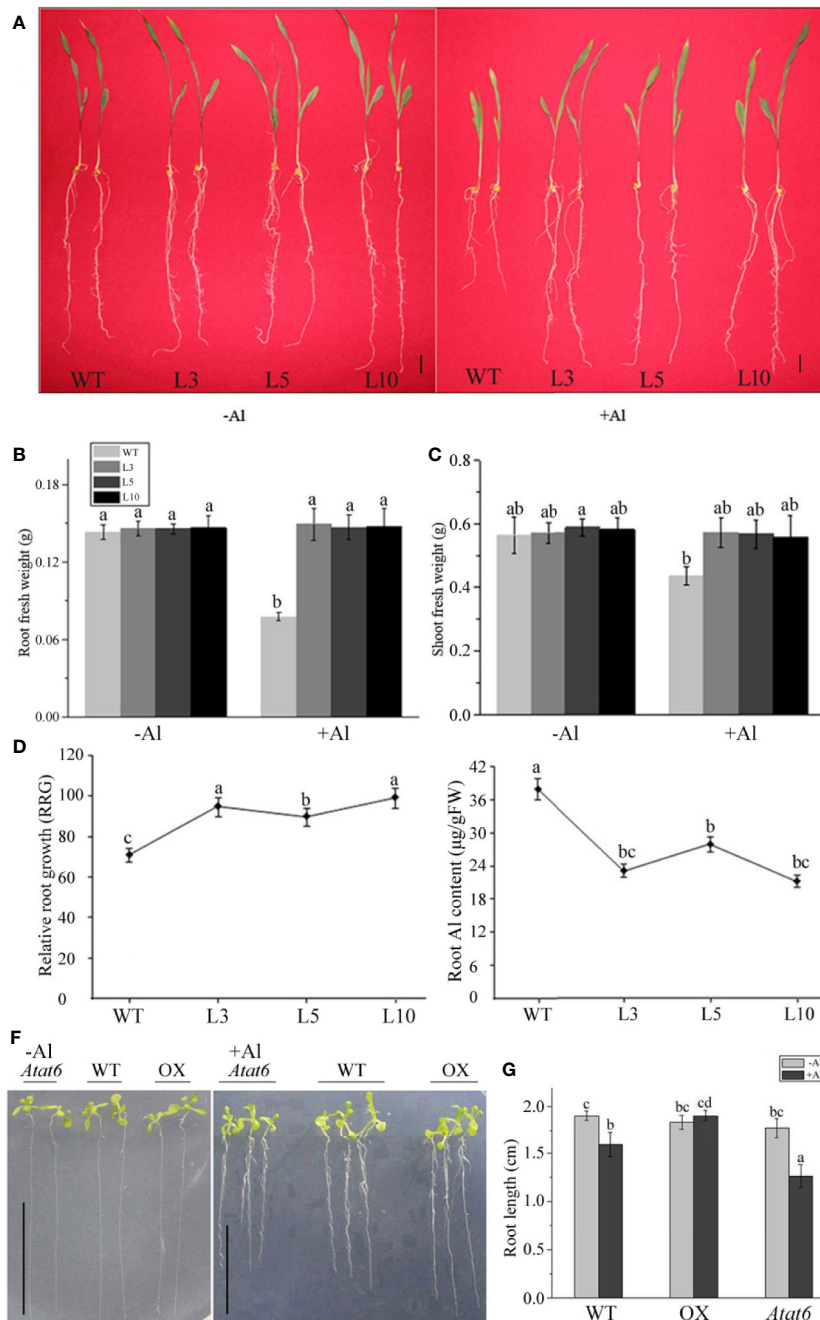 A
WT L3 L5 L10 WT L3 L5 L10
-Al +Al
B
WT
L3
L5
L10
Root fresh weight (g)
0.18
0.12
0.06
0.00
a a a a b a a a
-Al +Al
C
Shoot fresh weight (g)
0.8
0.6
0.4
0.2
0.0
ab ab a ab b ab ab ab
-Al +Al
D
Relative root growth (RRG)
120
100
80
60
40
20
0
c a b a
WT L3 L5 L10
Root Al content (µg/gFW)
42
36
30
24
18
12
6
0
a bc b bc
WT L3 L5 L10
F
-Al
Atat6 WT OX
+Al
Atat6 WT OX
G
-A
+A
Root length (cm)
2.0
1.5
1.0
0.5
0.0
c b bc cd bc a
WT OX Atat6